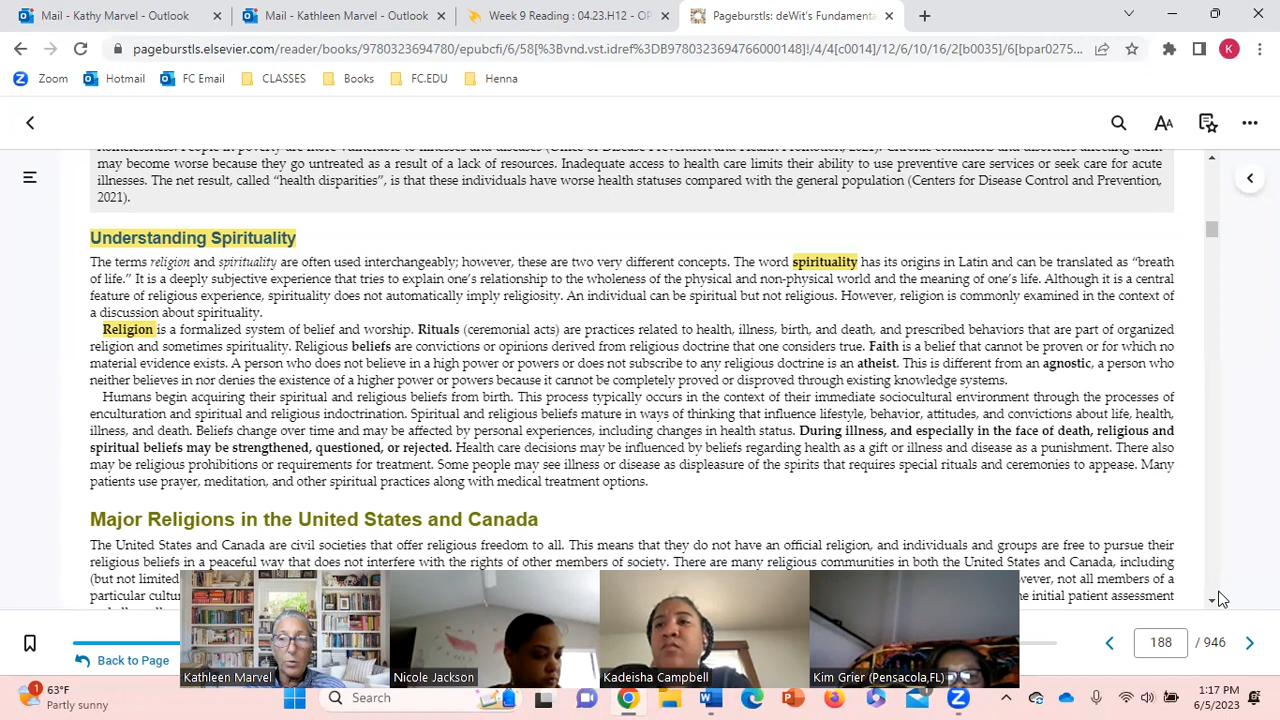 Mail - Kathy Marvel - Outlook
Mail - Kathleen Marvel - Outlook
Week 9 Reading : 04.23.H12 - OP
Pageburstls: deWit's Fundamenta
pageburstls.elsevier.com/reader/books/9780323694780/epubcfi/6/58[%3Bvnd.vst.idref%3DB9780323694776000148]!/4/4[c0014]/12/6/10/16/2[b0035]/6[bpar0275...
K
Zoom
Hotmail
FC Email
CLASSES
Books
FC.EDU
Henna
may become worse because they go untreated as a result of a lack of resources. Inadequate access to health care limits their ability to use preventive care services or seek care for acute
illnesses. The net result, called “health disparities”, is that these individuals have worse health statuses compared with the general population (Centers for Disease Control and Prevention,
2021).
Understanding Spirituality
The terms religion and spirituality are often used interchangeably; however, these are two very different concepts. The word spirituality has its origins in Latin and can be translated as “breath
of life.” It is a deeply subjective experience that tries to explain one’s relationship to the wholeness of the physical and non-physical world and the meaning of one’s life. Although it is a central
feature of religious experience, spirituality does not automatically imply religiosity. An individual can be spiritual but not religious. However, religion is commonly examined in the context of
a discussion about spirituality.
Religion is a formalized system of belief and worship. Rituals (ceremonial acts) are practices related to health, illness, birth, and death, and prescribed behaviors that are part of organized
religion and sometimes spirituality. Religious beliefs are convictions or opinions derived from religious doctrine that one considers true. Faith is a belief that cannot be proven or for which no
material evidence exists. A person who does not believe in a high power or powers or does not subscribe to any religious doctrine is an atheist. This is different from an agnostic, a person who
neither believes in nor denies the existence of a higher power or powers because it cannot be completely proved or disproved through existing knowledge systems.
Humans begin acquiring their spiritual and religious beliefs from birth. This process typically occurs in the context of their immediate sociocultural environment through the processes of
enculturation and spiritual and religious indoctrination. Spiritual and religious beliefs mature in ways of thinking that influence lifestyle, behavior, attitudes, and convictions about life, health,
illness, and death. Beliefs change over time and may be affected by personal experiences, including changes in health status. During illness, and especially in the face of death, religious and
spiritual beliefs may be strengthened, questioned, or rejected. Health care decisions may be influenced by beliefs regarding health as a gift or illness and disease as a punishment. There also
may be religious prohibitions or requirements for treatment. Some people may see illness or disease as displeasure of the spirits that requires special rituals and ceremonies to appease. Many
patients use prayer, meditation, and other spiritual practices along with medical treatment options.
Major Religions in the United States and Canada
The United States and Canada are civil societies that offer religious freedom to all. This means that they do not have an official religion, and individuals and groups are free to pursue their
religious beliefs in a peaceful way that does not interfere with the rights of other members of society. There are many religious communities in both the United States and Canada, including
(but not limited
not all members of a
particular
initial patient assessment
188 / 946
Back to Page
Kathleen Marvel
Nicole Jackson
Kadeisha Campbell
Kim Grier (Pensacola,FL)
1
63°F
Partly sunny
Search
1:17 PM
6/5/2023